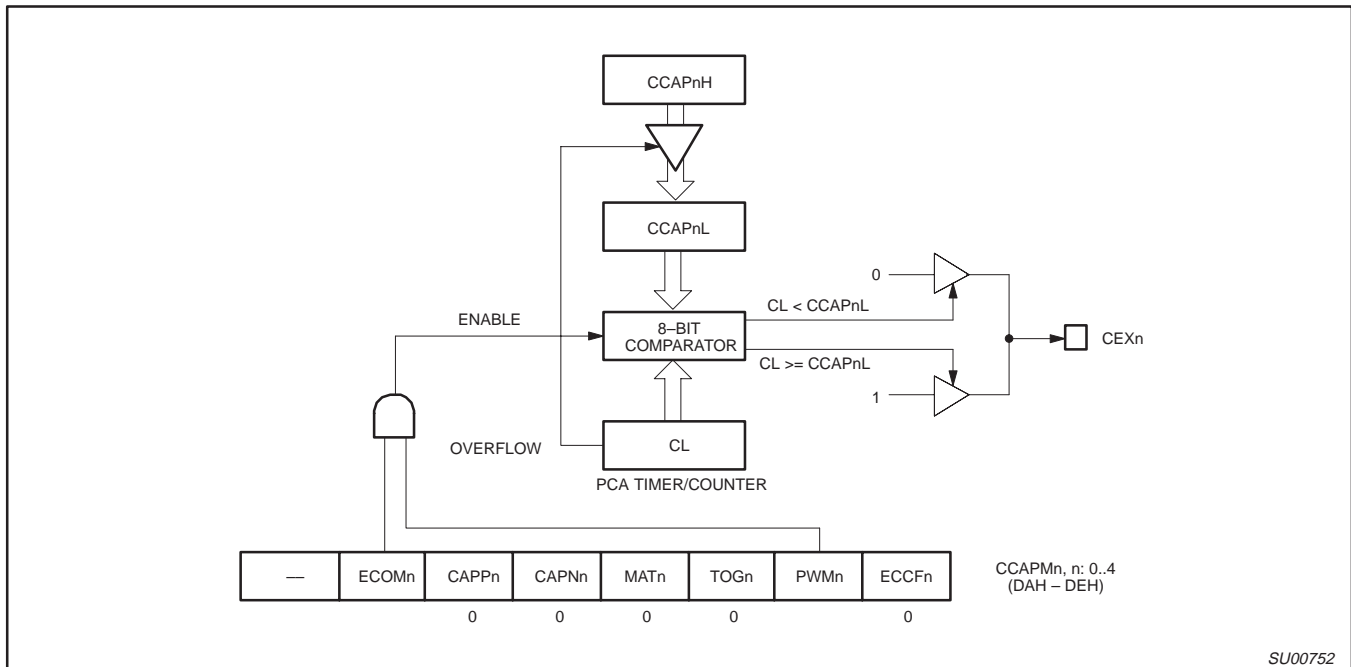 CCAPnH
CCAPnL
0
CL < CCAPnL
ENABLE
8–BIT
COMPARATOR
CEXn
CL >= CCAPnL
1
OVERFLOW
CL
PCA TIMER/COUNTER
— ECOMn CAPPn CAPNn MATn TOGn PWMn ECCFn
CCAPMn, n: 0..4
(DAH – DEH)
0 0 0 0 0
SU00752